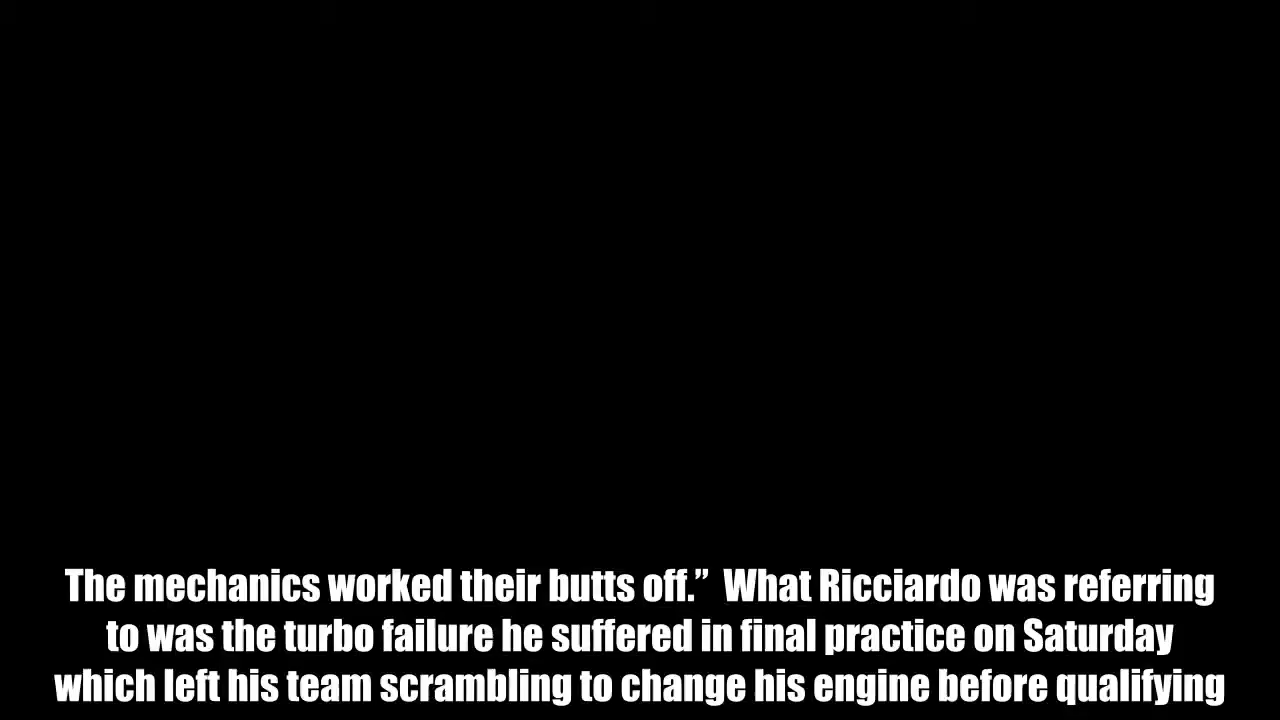 The mechanics worked their butts off.”  What Ricciardo was referring
to was the turbo failure he suffered in final practice on Saturday
which left his team scrambling to change his engine before qualifying